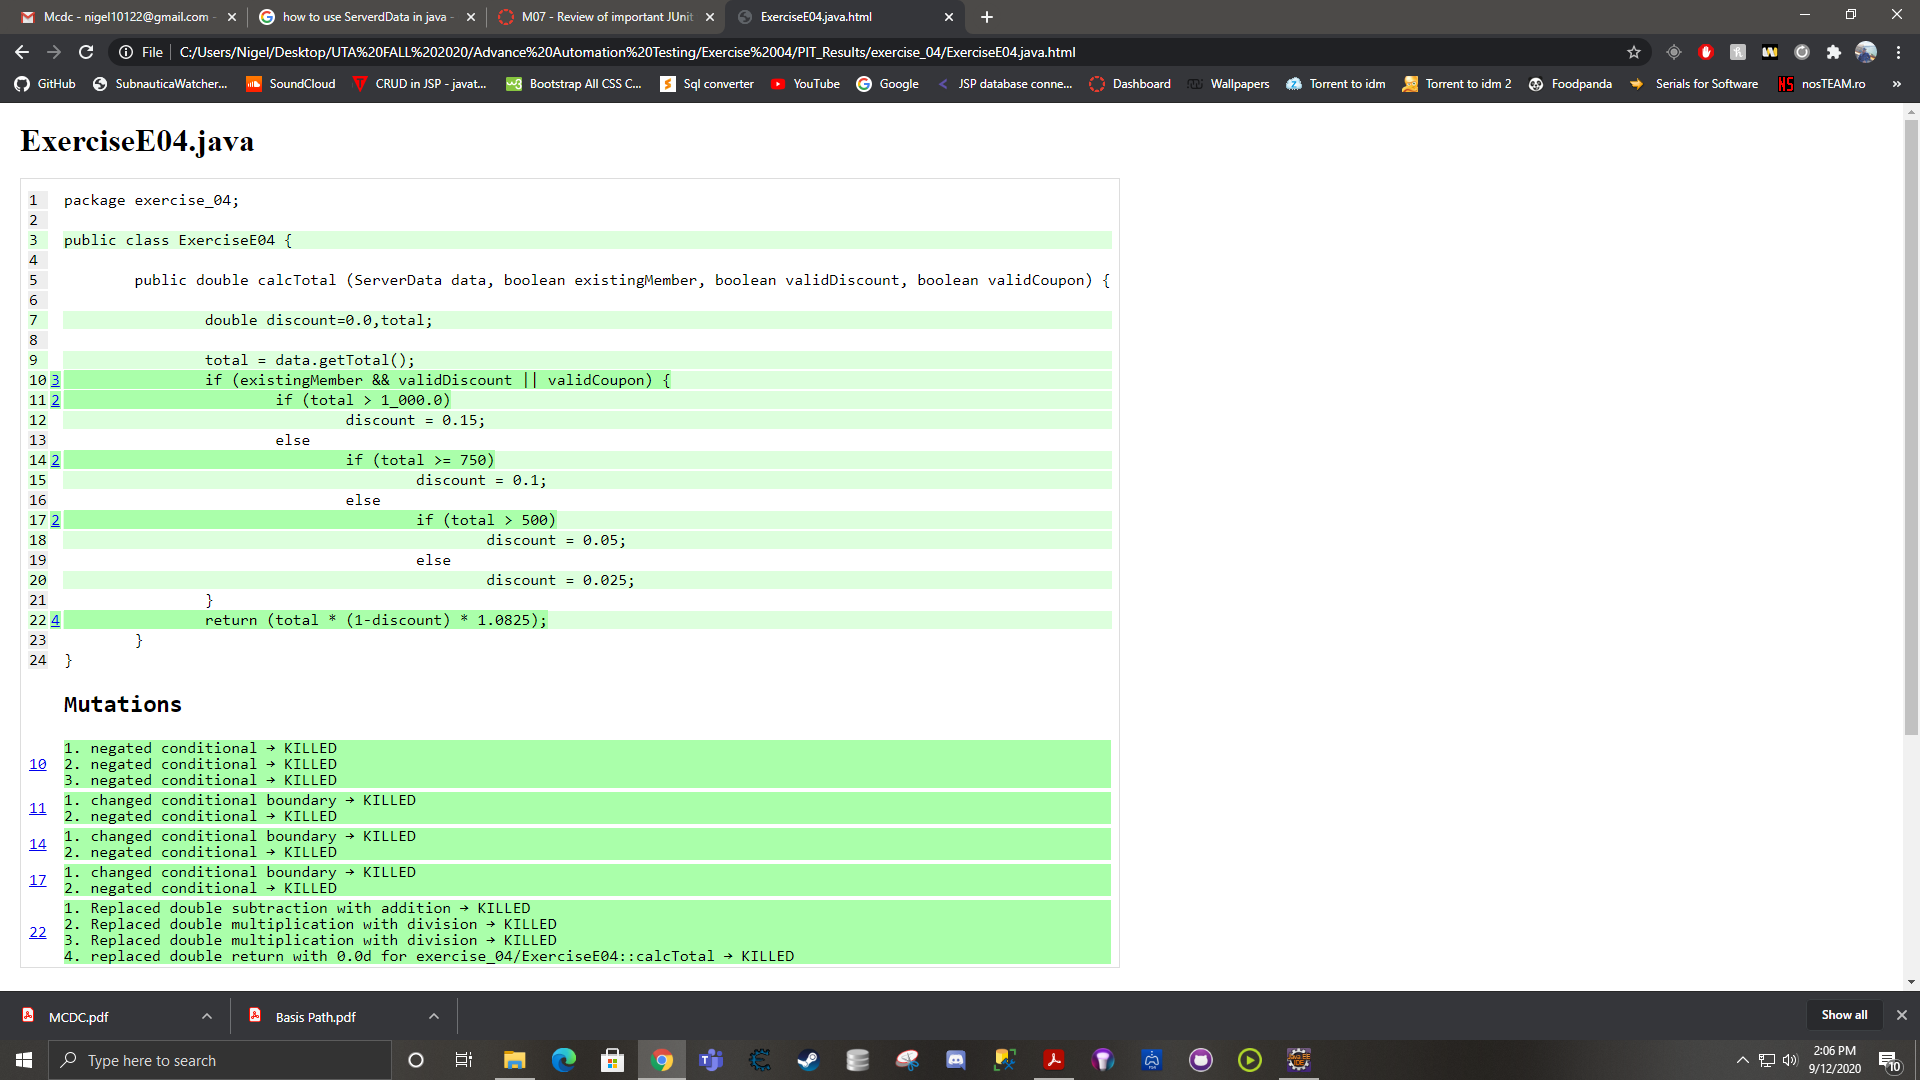 Mcdc - nigel10122@gmail.com -
how to use ServerdData in java -
M07 - Review of important JUnit
ExerciseE04.java.html
File
C:/Users/Nigel/Desktop/UTA%20FALL%202020/Advance%20Automation%20Testing/Exercise%2004/PIT_Results/exercise_04/ExerciseE04.java.html
GitHub
SubnauticaWatcher...
SoundCloud
CRUD in JSP - javat...
Bootstrap All CSS C...
Sql converter
YouTube
Google
JSP database conne...
Dashboard
Wallpapers
Torrent to idm
Torrent to idm 2
Foodpanda
Serials for Software
nosTEAM.ro
»
ExerciseE04.java
1 package exercise_04;
2
3 public class ExerciseE04 {
4
5 public double calcTotal (ServerData data, boolean existingMember, boolean validDiscount, boolean validCoupon) {
6
7 double discount=0.0,total;
8
9 total = data.getTotal();
10 3 if (existingMember && validDiscount || validCoupon) {
11 2 if (total > 1_000.0)
12 discount = 0.15;
13 else
14 2 if (total >= 750)
15 discount = 0.1;
16 else
17 2 if (total > 500)
18 discount = 0.05;
19 else
20 discount = 0.025;
21 }
22 4 return (total * (1-discount) * 1.0825);
23 }
24 }
Mutations
10
1. negated conditional → KILLED
2. negated conditional → KILLED
3. negated conditional → KILLED
11
1. changed conditional boundary → KILLED
2. negated conditional → KILLED
14
1. changed conditional boundary → KILLED
2. negated conditional → KILLED
17
1. changed conditional boundary → KILLED
2. negated conditional → KILLED
22
1. Replaced double subtraction with addition → KILLED
2. Replaced double multiplication with division → KILLED
3. Replaced double multiplication with division → KILLED
4. replaced double return with 0.0d for exercise_04/ExerciseE04::calcTotal → KILLED
MCDC.pdf
Basis Path.pdf
Show all
Type here to search
2:06 PM
9/12/2020
10